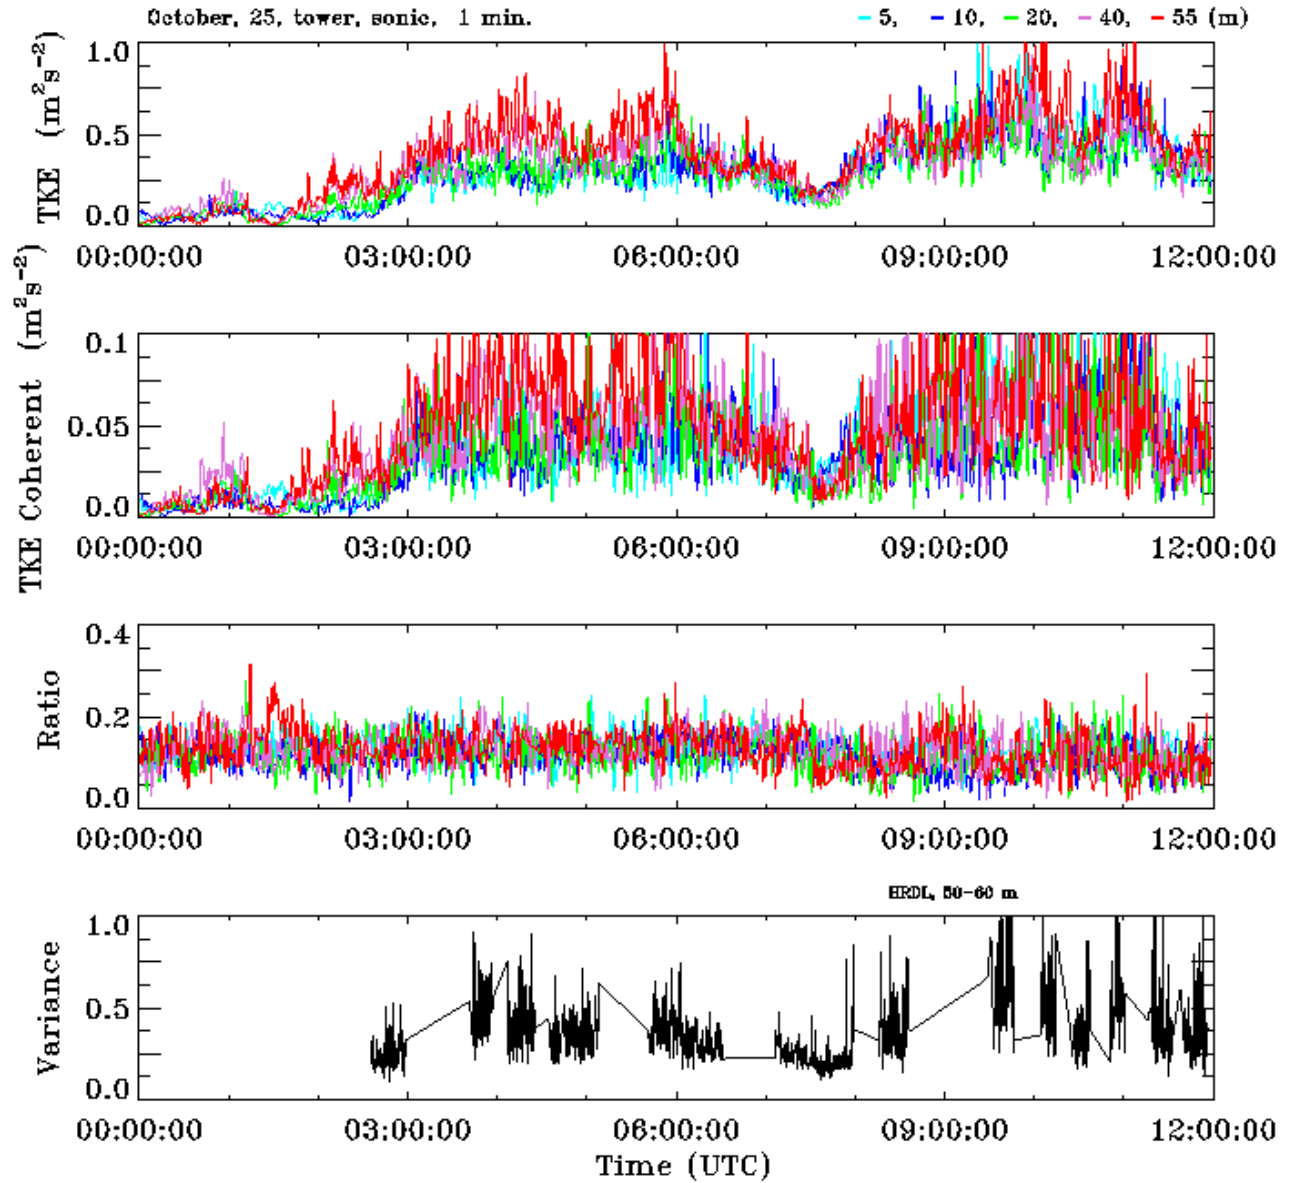 October, 25, tower, sonic, 1 min.
5, 10, 20, 40, 55 (m)
TKE (m²s⁻²)
1.0
0.5
0.0
00:00:00 03:00:00 06:00:00 09:00:00 12:00:00
TKE Coherent (m²s⁻²)
0.1
0.05
0.0
00:00:00 03:00:00 06:00:00 09:00:00 12:00:00
Ratio
0.4
0.2
0.0
00:00:00 03:00:00 06:00:00 09:00:00 12:00:00
HRDL, 50-60 m
Variance
1.0
0.5
0.0
00:00:00 03:00:00 06:00:00 09:00:00 12:00:00
Time (UTC)